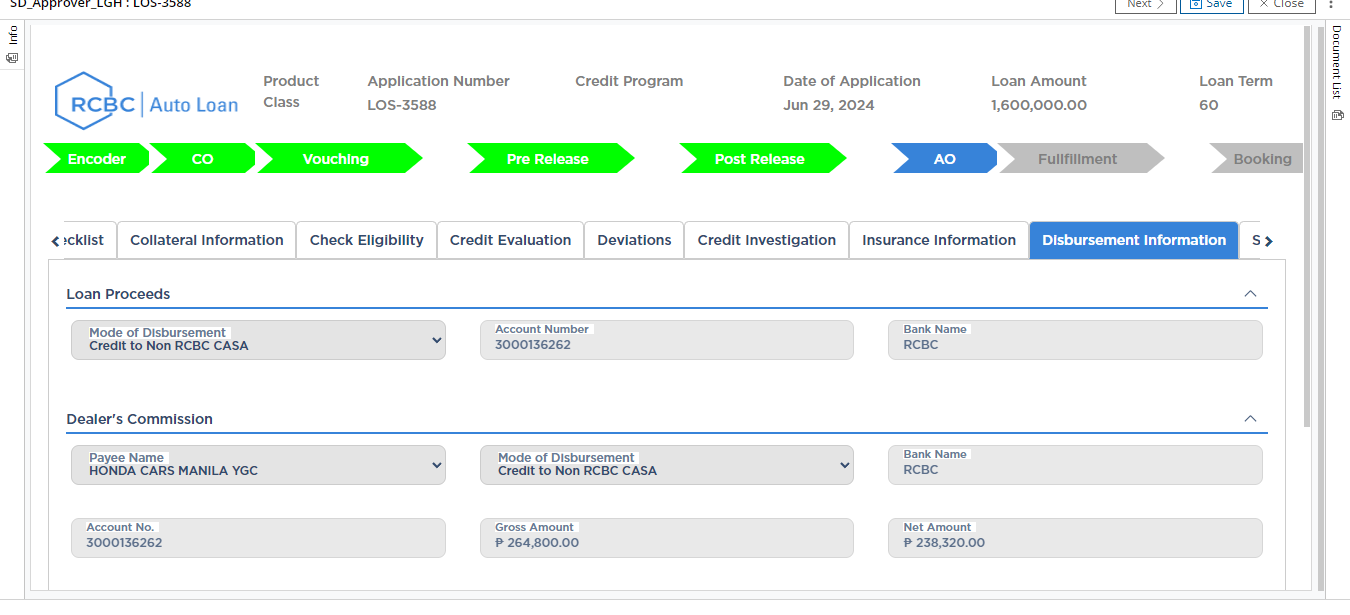 SD_Approver_LGH : LOS-3588
Next
Save
Close
Info
Document List
RCBC | Auto Loan
Product Class
Application Number
LOS-3588
Credit Program
Date of Application
Jun 29, 2024
Loan Amount
1,600,000.00
Loan Term
60
Encoder
CO
Vouching
Pre Release
Post Release
AO
Fullfillment
Booking
cklist
Collateral Information
Check Eligibility
Credit Evaluation
Deviations
Credit Investigation
Insurance Information
Disbursement Information
S
Loan Proceeds
Mode of Disbursement
Credit to Non RCBC CASA
Account Number
3000136262
Bank Name
RCBC
Dealer's Commission
Payee Name
HONDA CARS MANILA YGC
Mode of Disbursement
Credit to Non RCBC CASA
Bank Name
RCBC
Account No.
3000136262
Gross Amount
₱ 264,800.00
Net Amount
₱ 238,320.00